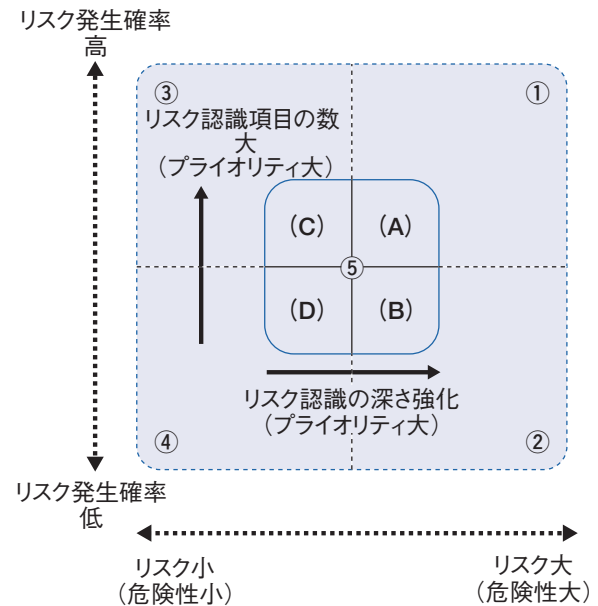 リスク発生確率
高
③
①
リスク認識項目の数
大
（プライオリティ大）
（C）
（A）
⑤
（D）
（B）
リスク認識の深さ強化
（プライオリティ大）
④
②
リスク発生確率
低
リスク小
（危険性小）
リスク大
（危険性大）